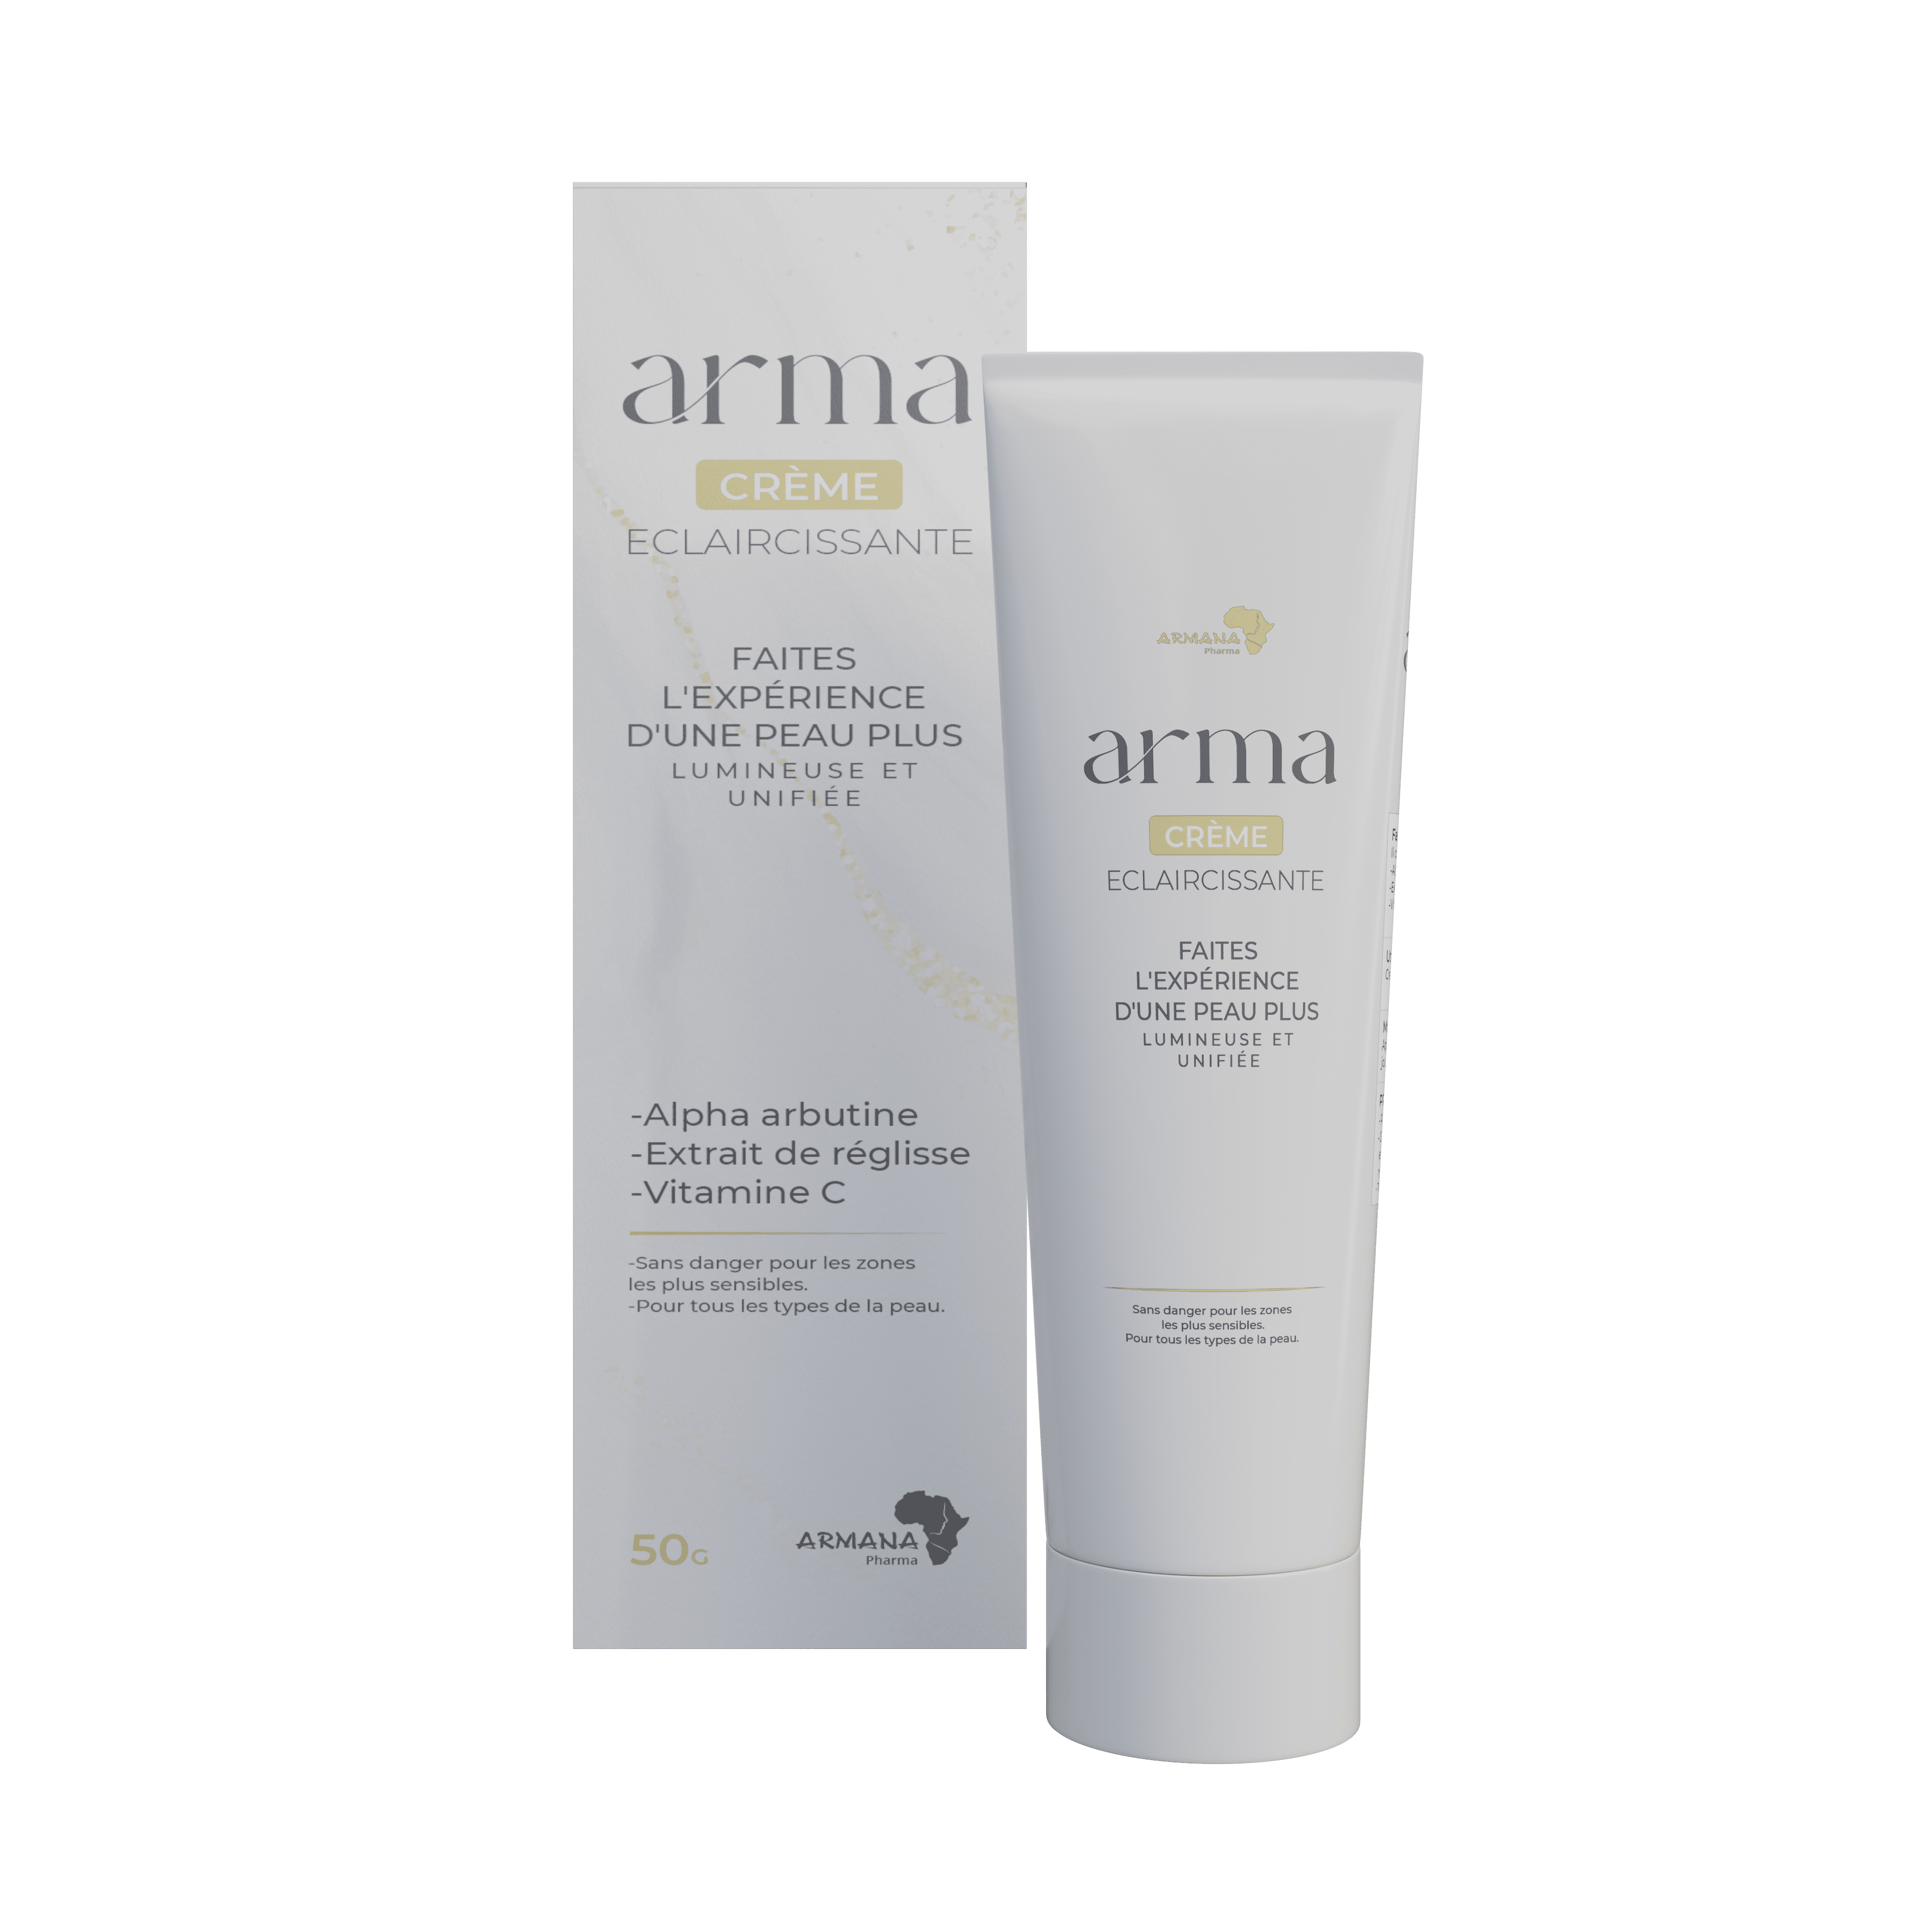 arma
CRÈME
ECLAIRCISSANTE
FAITES
L'EXPÉRIENCE
D'UNE PEAU PLUS
LUMINEUSE ET
UNIFIÉE
-Alpha arbutine
-Extrait de réglisse
-Vitamine C
-Sans danger pour les zones
les plus sensibles.
-Pour tous les types de la peau.
50G
ARMANA
Pharma
ARMANA
Pharma
arma
CRÈME
ECLAIRCISSANTE
FAITES
L'EXPÉRIENCE
D'UNE PEAU PLUS
LUMINEUSE ET
UNIFIÉE
Sans danger pour les zones
les plus sensibles.
Pour tous les types de la peau.